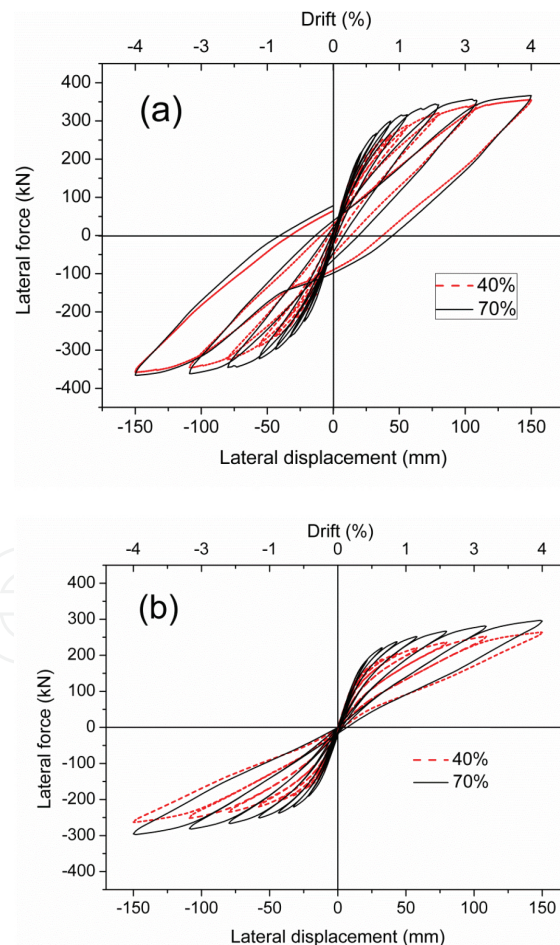 Drift (%)
-4 -3 -1 0 1 3 4
400
300
200
100
0
-100
-200
-300
-400
Lateral force (kN)
(a)
40%
70%
-150 -100 -50 0 50 100 150
Lateral displacement (mm)
Drift (%)
-4 -3 -1 0 1 3 4
400
300
200
100
0
-100
-200
-300
-400
Lateral force (kN)
(b)
40%
70%
-150 -100 -50 0 50 100 150
Lateral displacement (mm)